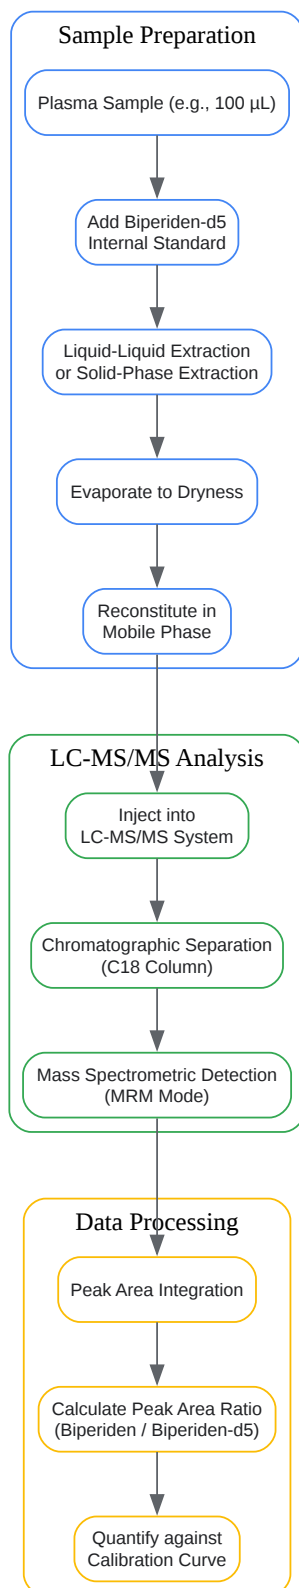 Sample Preparation
Plasma Sample (e.g., 100 µL)
Add Biperiden-d5
Internal Standard
Liquid-Liquid Extraction
or Solid-Phase Extraction
Evaporate to Dryness
Reconstitute in
Mobile Phase
LC-MS/MS Analysis
Inject into
LC-MS/MS System
Chromatographic Separation
(C18 Column)
Mass Spectrometric Detection
(MRM Mode)
Data Processing
Peak Area Integration
Calculate Peak Area Ratio
(Biperiden / Biperiden-d5)
Quantify against
Calibration Curve